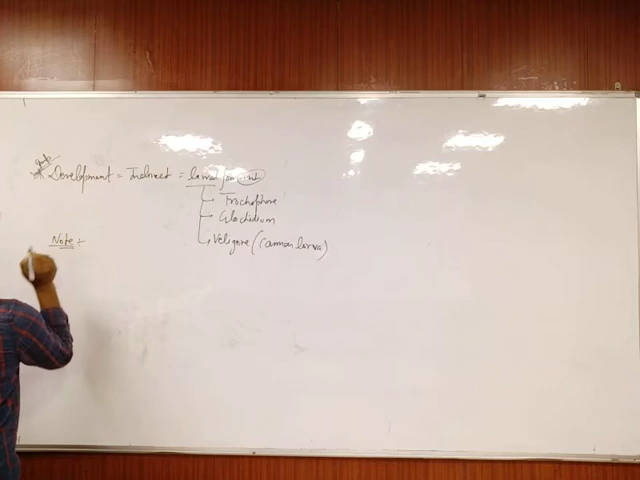 Development = Indirect = larval form
Trochophore
Glochidium
Veligere (Common larva)
Note :-